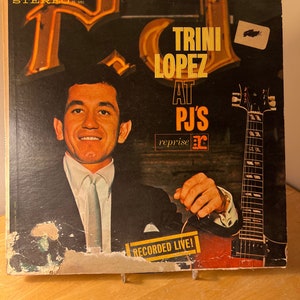 STEREO
P.J.
TRINI
LOPEZ
AT
PJ'S
reprise
RECORDED LIVE!